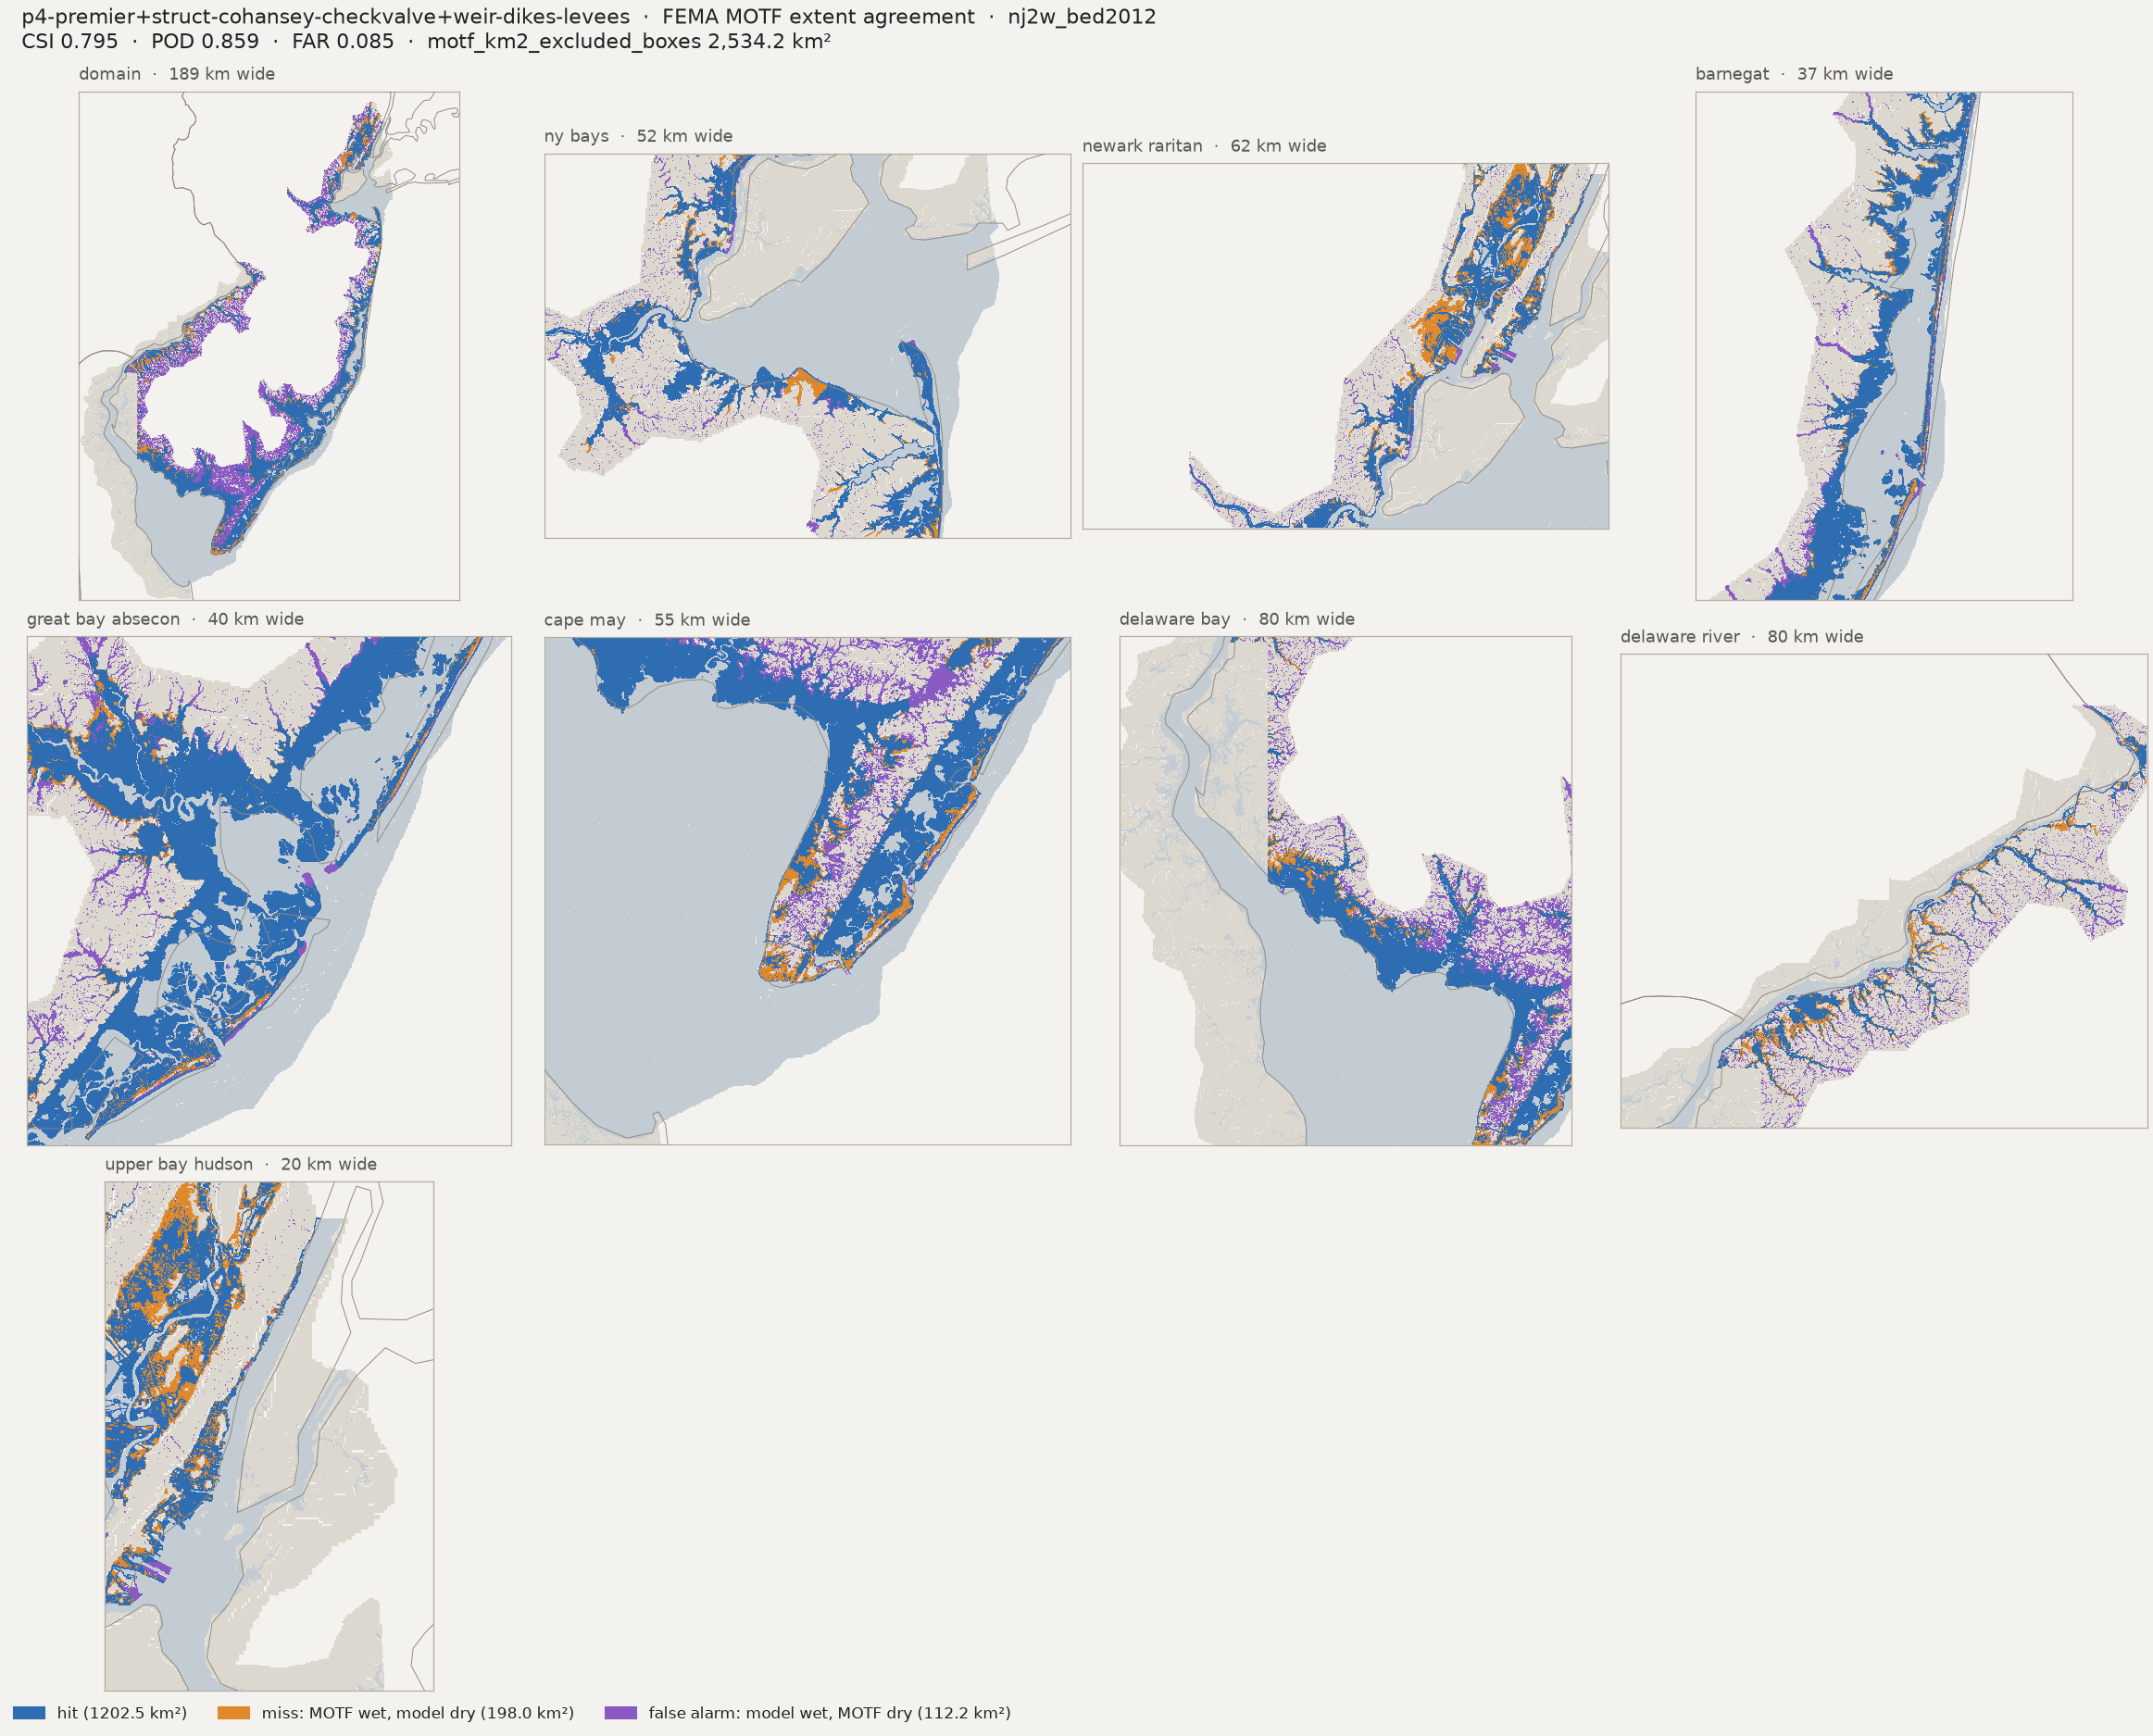 p4-premier+struct-cohansey-checkvalve+weir-dikes-levees · FEMA MOTF extent agreement · nj2w_bed2012
CSI 0.795 · POD 0.859 · FAR 0.085 · motf_km2_excluded_boxes 2,534.2 km²
domain · 189 km wide
ny bays · 52 km wide
newark raritan · 62 km wide
barnegat · 37 km wide
great bay absecon · 40 km wide
cape may · 55 km wide
delaware bay · 80 km wide
delaware river · 80 km wide
upper bay hudson · 20 km wide
hit (1202.5 km²)
miss: MOTF wet, model dry (198.0 km²)
false alarm: model wet, MOTF dry (112.2 km²)